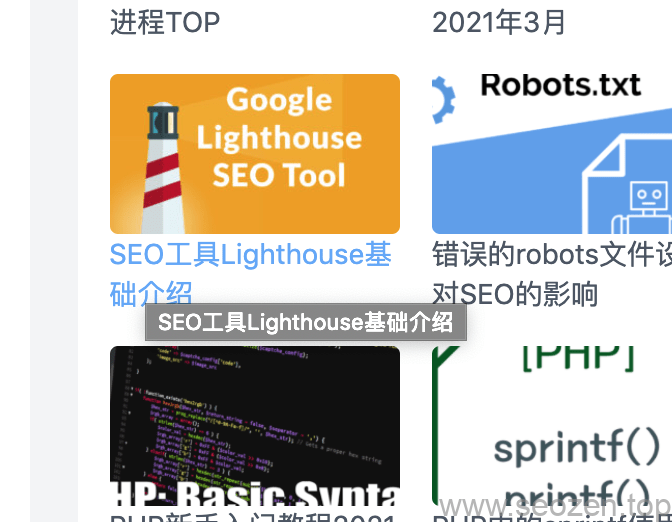 进程TOP
2021年3月
Google
Lighthouse
SEO Tool
Robots.txt
SEO工具Lighthouse基
础介绍
错误的robots文件设
对SEO的影响
SEO工具Lighthouse基础介绍
[PHP]
sprintf()
printf()
HP: Basic Synta
www.seozen.top
PHP新手入门教程2021
PHP中的sprintf使用